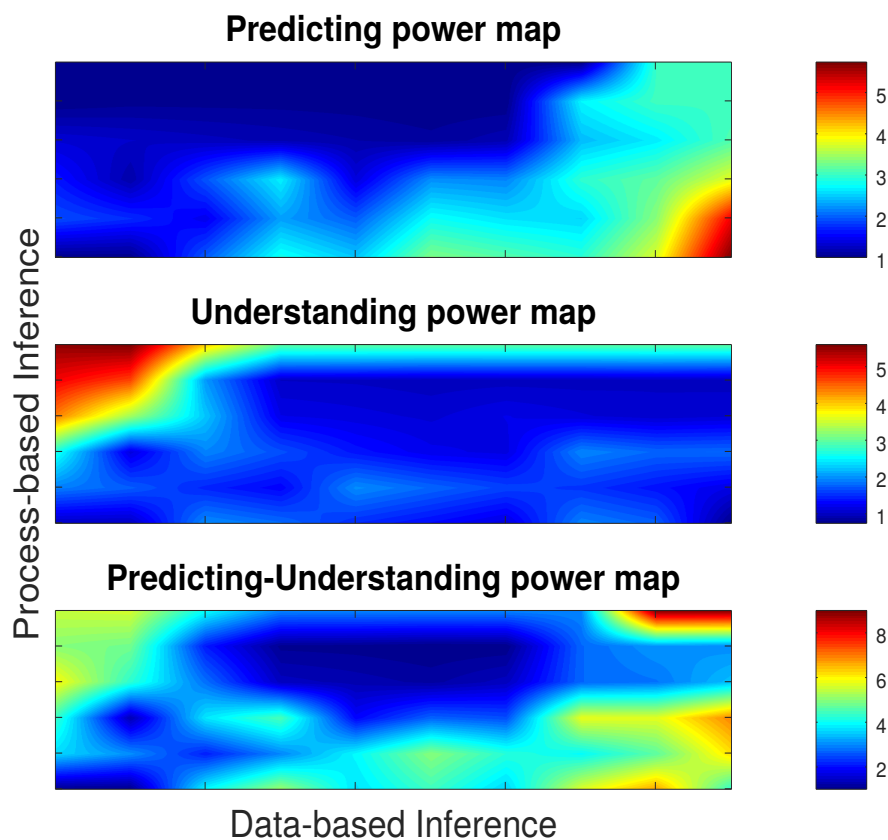 Predicting power map
5
4
3
2
1
Understanding power map
5
4
3
2
1
Predicting-Understanding power map
8
6
4
2
Process-based Inference
Data-based Inference